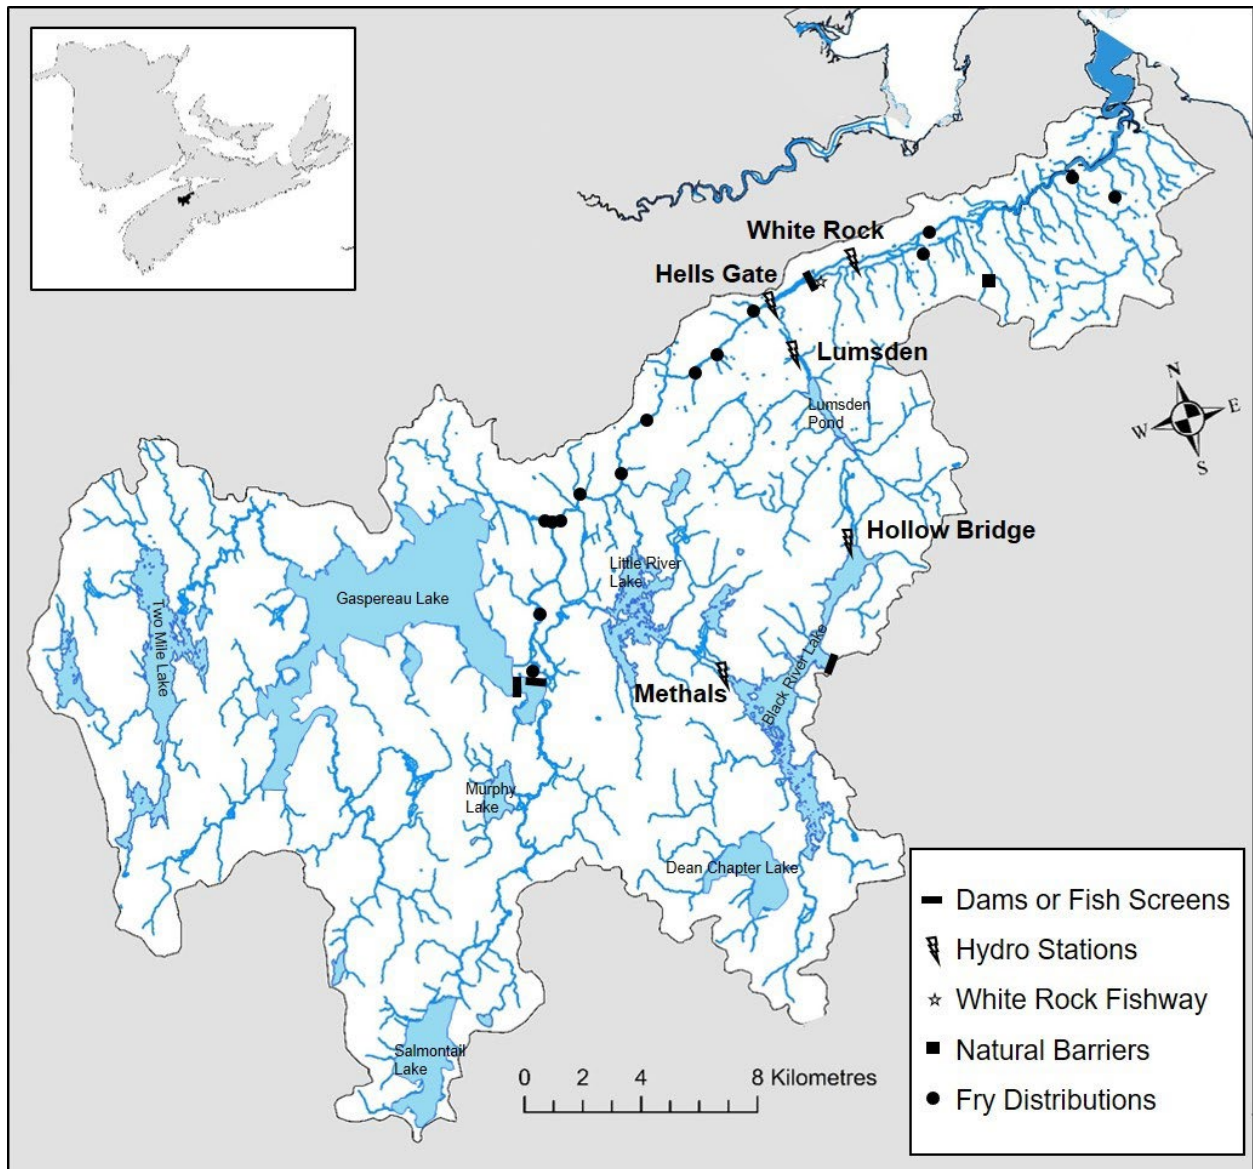 White Rock
Hells Gate
Lumsden
Lumsden
Pond
N
W
E
S
Hollow Bridge
Little River
Lake
Gaspereau Lake
Two Mile Lake
Black River Lake
Methals
Murphy
Lake
Dean Chapter Lake
Salmontail
Lake
0 2 4 8 Kilometres
Dams or Fish Screens
Hydro Stations
White Rock Fishway
Natural Barriers
Fry Distributions